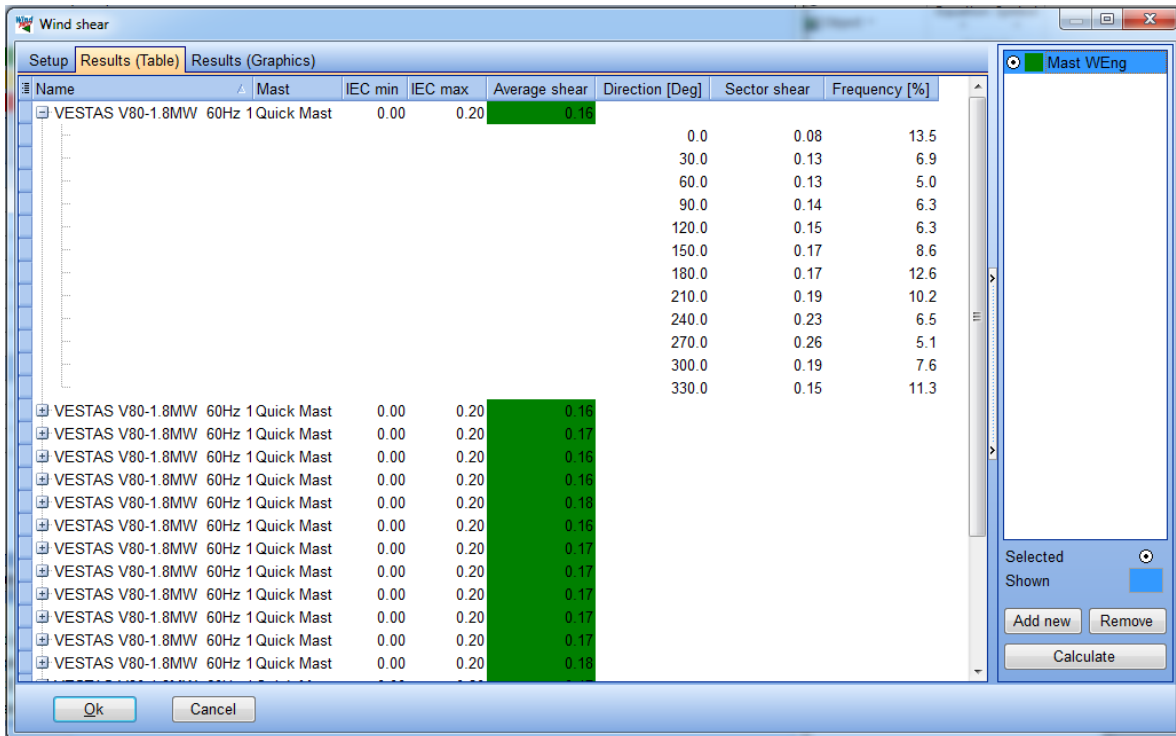 Wind shear
Setup Results (Table) Results (Graphics)
Name Mast IEC min IEC max Average shear Direction [Deg] Sector shear Frequency [%]
VESTAS V80-1.8MW 60Hz 1 Quick Mast 0.00 0.20 0.16
0.0 0.08 13.5
30.0 0.13 6.9
60.0 0.13 5.0
90.0 0.14 6.3
120.0 0.15 6.3
150.0 0.17 8.6
180.0 0.17 12.6
210.0 0.19 10.2
240.0 0.23 6.5
270.0 0.26 5.1
300.0 0.19 7.6
330.0 0.15 11.3
VESTAS V80-1.8MW 60Hz 1 Quick Mast 0.00 0.20 0.16
VESTAS V80-1.8MW 60Hz 1 Quick Mast 0.00 0.20 0.17
VESTAS V80-1.8MW 60Hz 1 Quick Mast 0.00 0.20 0.16
VESTAS V80-1.8MW 60Hz 1 Quick Mast 0.00 0.20 0.16
VESTAS V80-1.8MW 60Hz 1 Quick Mast 0.00 0.20 0.18
VESTAS V80-1.8MW 60Hz 1 Quick Mast 0.00 0.20 0.16
VESTAS V80-1.8MW 60Hz 1 Quick Mast 0.00 0.20 0.17
VESTAS V80-1.8MW 60Hz 1 Quick Mast 0.00 0.20 0.17
VESTAS V80-1.8MW 60Hz 1 Quick Mast 0.00 0.20 0.17
VESTAS V80-1.8MW 60Hz 1 Quick Mast 0.00 0.20 0.17
VESTAS V80-1.8MW 60Hz 1 Quick Mast 0.00 0.20 0.17
VESTAS V80-1.8MW 60Hz 1 Quick Mast 0.00 0.20 0.18
Mast WEng
Selected
Shown
Add new Remove
Calculate
Ok Cancel